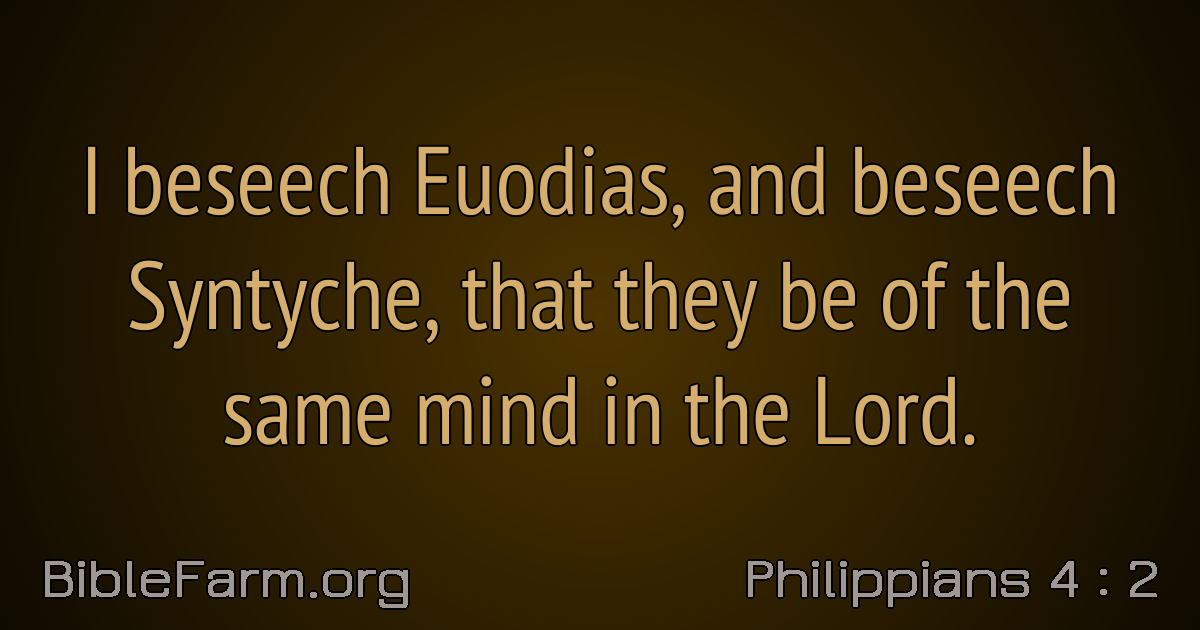 I beseech Euodias, and beseech
Syntyche, that they be of the
same mind in the Lord.
BibleFarm.org
Philippians 4 : 2